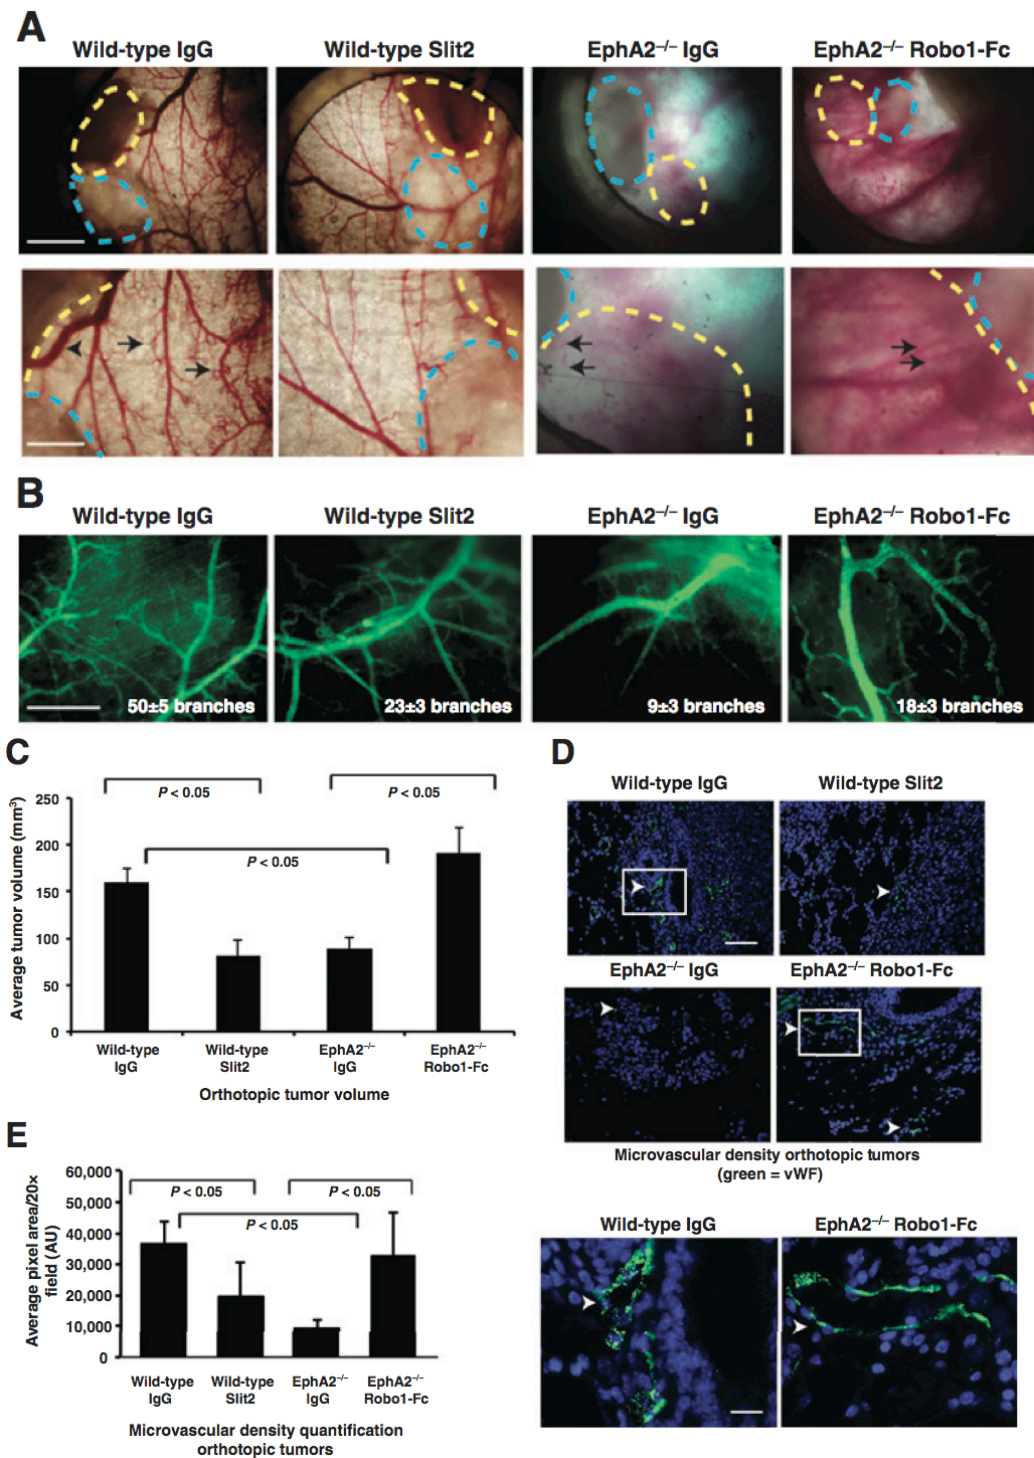 A
Wild-type IgG
Wild-type Slit2
EphA2–/– IgG
EphA2–/– Robo1-Fc
B
Wild-type IgG
Wild-type Slit2
EphA2–/– IgG
EphA2–/– Robo1-Fc
50±5 branches
23±3 branches
9±3 branches
18±3 branches
C
P < 0.05
P < 0.05
P < 0.05
Average tumor volume (mm3)
250
200
150
100
50
0
Wild-type
IgG
Wild-type
Slit2
EphA2–/–
IgG
EphA2–/–
Robo1-Fc
Orthotopic tumor volume
D
Wild-type IgG
Wild-type Slit2
EphA2–/– IgG
EphA2–/– Robo1-Fc
Microvascular density orthotopic tumors
(green = vWF)
Wild-type IgG
EphA2–/– Robo1-Fc
E
P < 0.05
P < 0.05
P < 0.05
Average pixel area/20x
field (AU)
60,000
50,000
40,000
30,000
20,000
10,000
0
Wild-type
IgG
Wild-type
Slit2
EphA2–/–
IgG
EphA2–/–
Robo1-Fc
Microvascular density quantification
orthotopic tumors